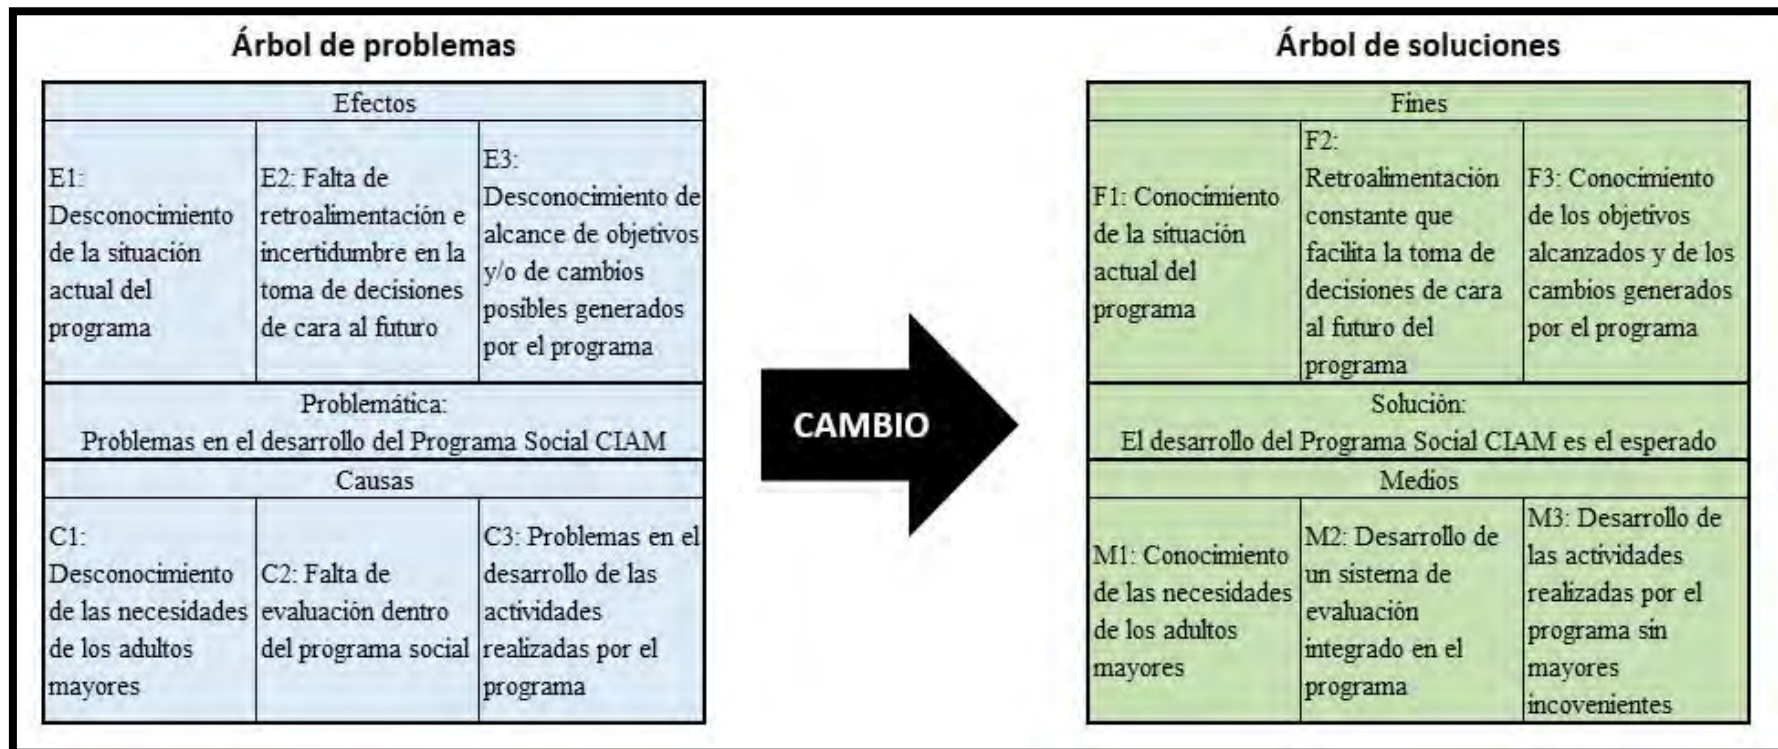 Árbol de problemas
Efectos
E1:
Desconocimiento
de la situación
actual del
programa
E2: Falta de
retroalimentación e
incertidumbre en la
toma de decisiones
de cara al futuro
E3:
Desconocimiento de
alcance de objetivos
y/o de cambios
posibles generados
por el programa
Problemática:
Problemas en el desarrollo del Programa Social CIAM
Causas
C1:
Desconocimiento
de las necesidades
de los adultos
mayores
C2: Falta de
evaluación dentro
del programa social
C3: Problemas en el
desarrollo de las
actividades
realizadas por el
programa
CAMBIO
Árbol de soluciones
Fines
F1: Conocimiento
de la situación
actual del
programa
F2:
Retroalimentación
constante que
facilita la toma de
decisiones de cara
al futuro del
programa
F3: Conocimiento
de los objetivos
alcanzados y de los
cambios generados
por el programa
Solución:
El desarrollo del Programa Social CIAM es el esperado
Medios
M1: Conocimiento
de las necesidades
de los adultos
mayores
M2: Desarrollo de
un sistema de
evaluación
integrado en el
programa
M3: Desarrollo de
las actividades
realizadas por el
programa sin
mayores
incovenientes